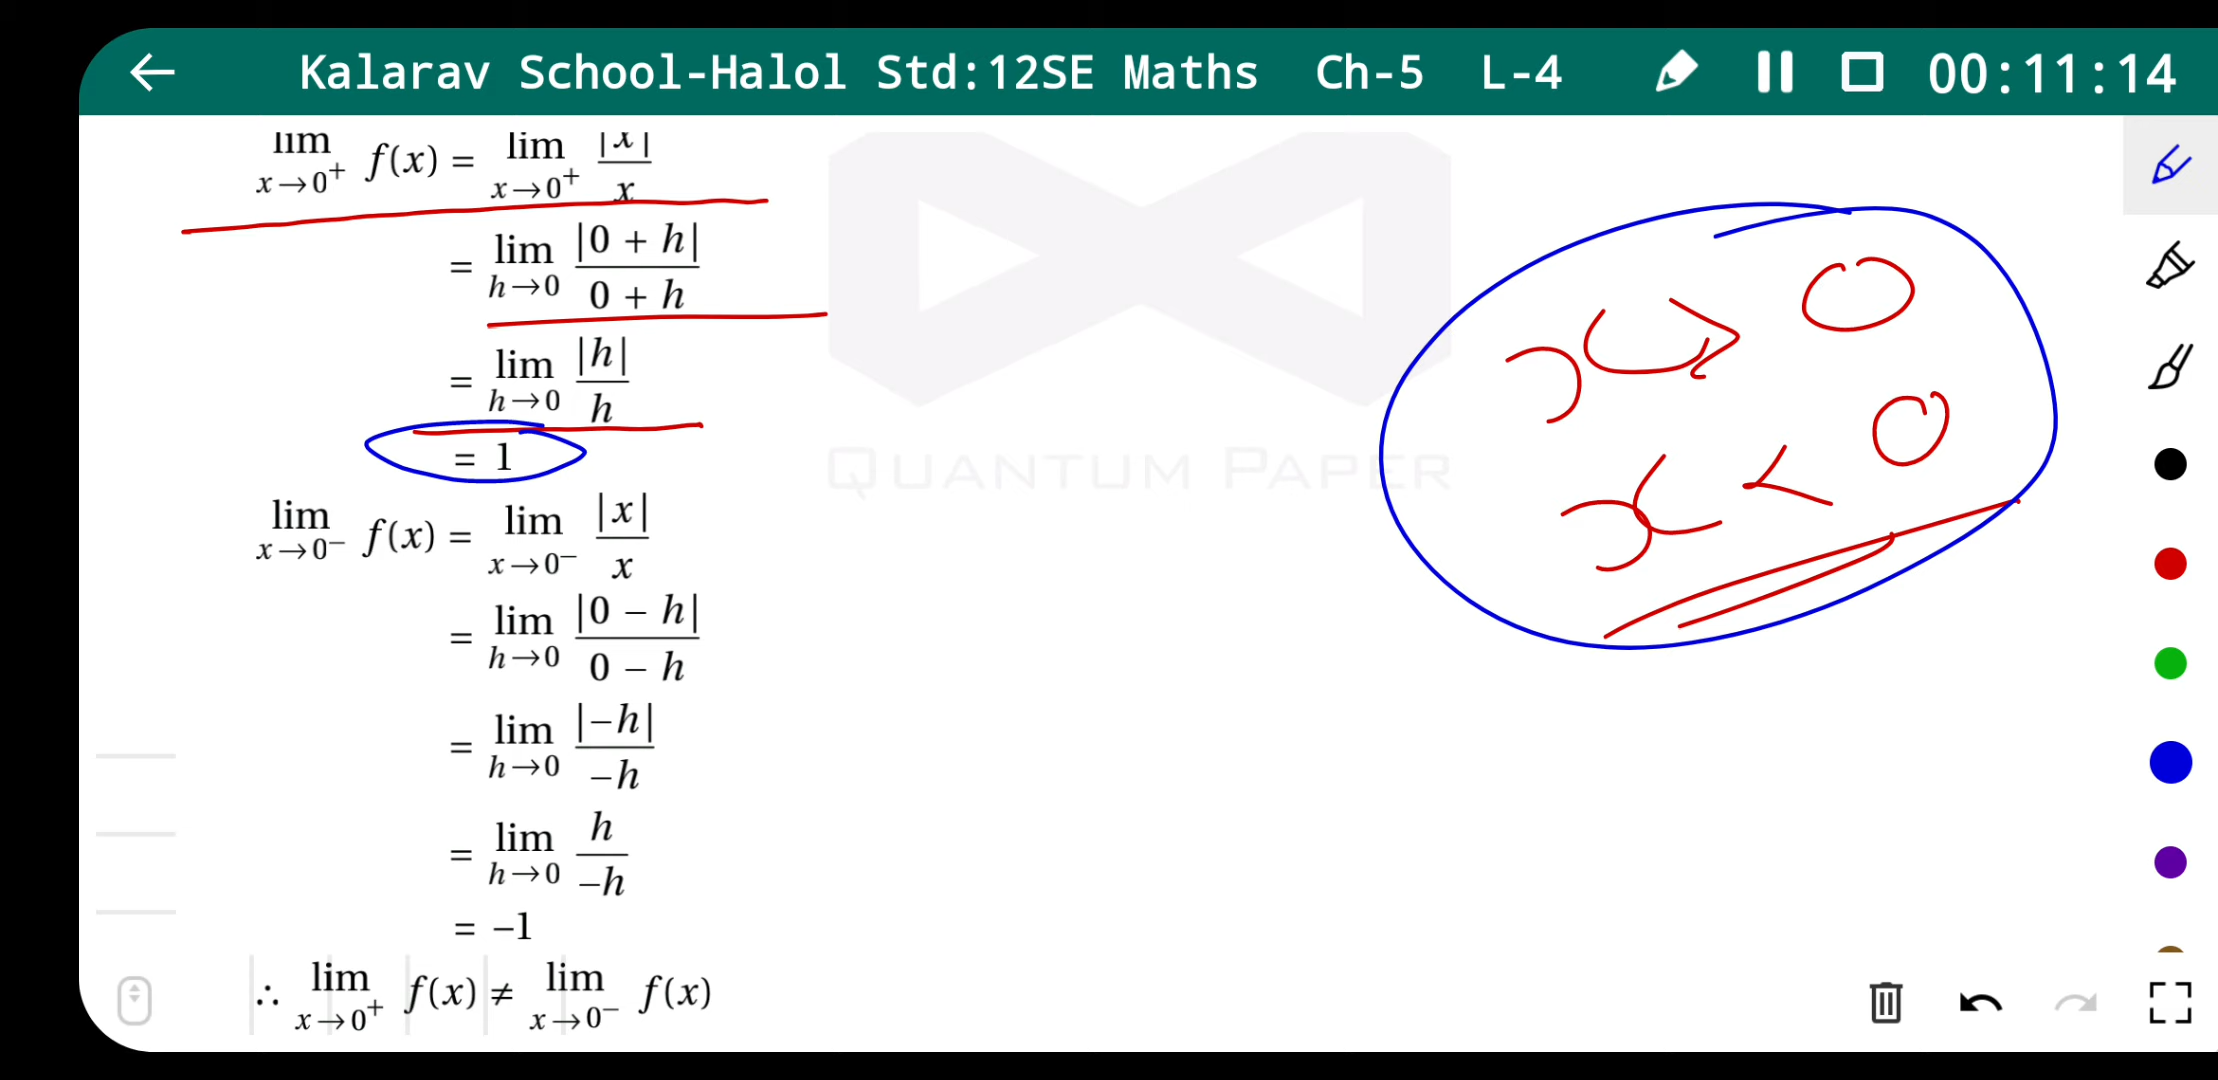 Kalarav School-Halol Std:12SE Maths Ch-5 L-4 00:11:14
lim x→0⁺ f(x) = lim x→0⁺ |x|/x
= lim h→0 |0 + h|/0 + h
= lim h→0 |h|/h
= 1
lim x→0⁻ f(x) = lim x→0⁻ |x|/x
= lim h→0 |0 – h|/0 – h
= lim h→0 |–h|/–h
= lim h→0 h/–h
= –1
∴ lim x→0⁺ f(x) ≠ lim x→0⁻ f(x)
x > 0
x < 0
QUANTUM PAPER